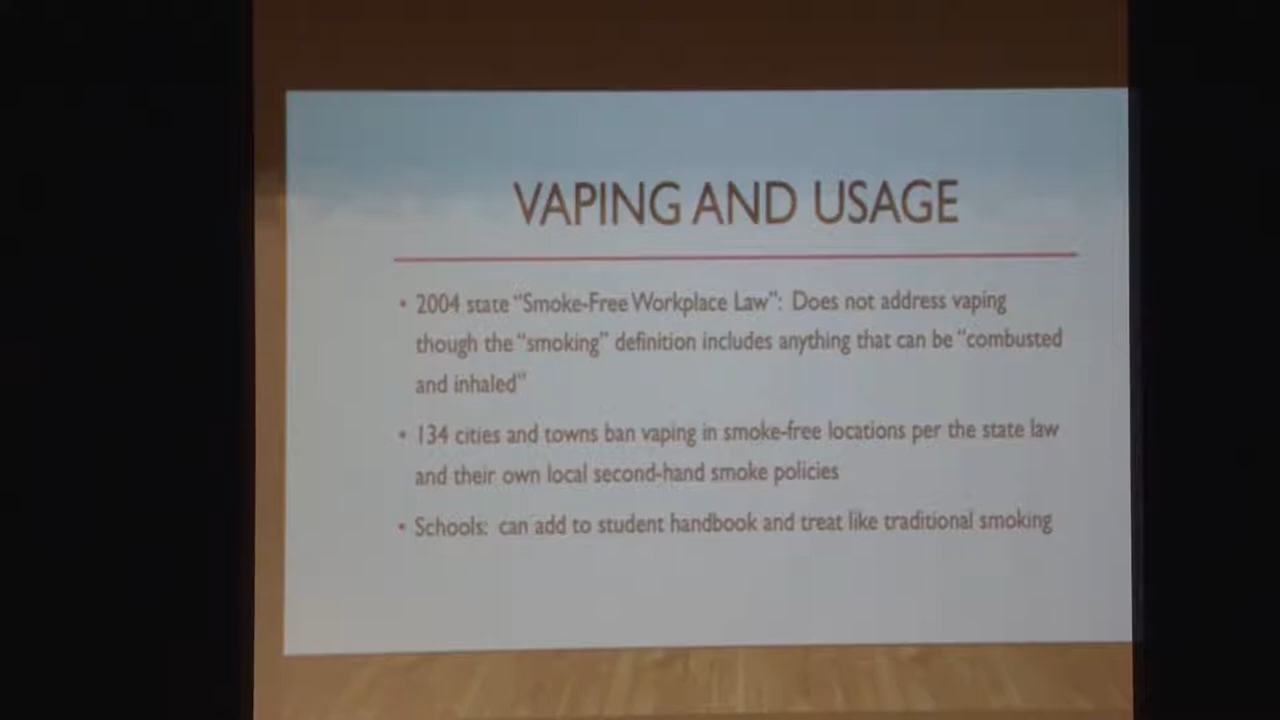 VAPING AND USAGE
• 2004 state “Smoke-Free Workplace Law”: Does not address vaping
though the “smoking” definition includes anything that can be “combusted
and inhaled”
• 134 cities and towns ban vaping in smoke-free locations per the state law
and their own local second-hand smoke policies
• Schools: can add to student handbook and treat like traditional smoking